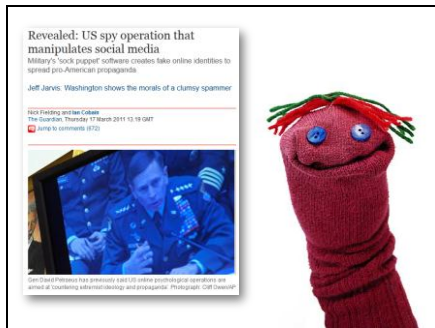 Revealed: US spy operation that
manipulates social media
Military's 'sock puppet' software creates fake online identities to
spread pro-American propaganda
Jeff Jarvis: Washington shows the morals of a clumsy spammer
Nick Fielding and Ian Cobain
The Guardian, Thursday 17 March 2011 13.19 GMT
Jump to comments (672)
Gen David Petraeus has previously said US online psychological operations are
aimed at 'countering extremist ideology and propaganda'. Photograph: Cliff Owen/AP